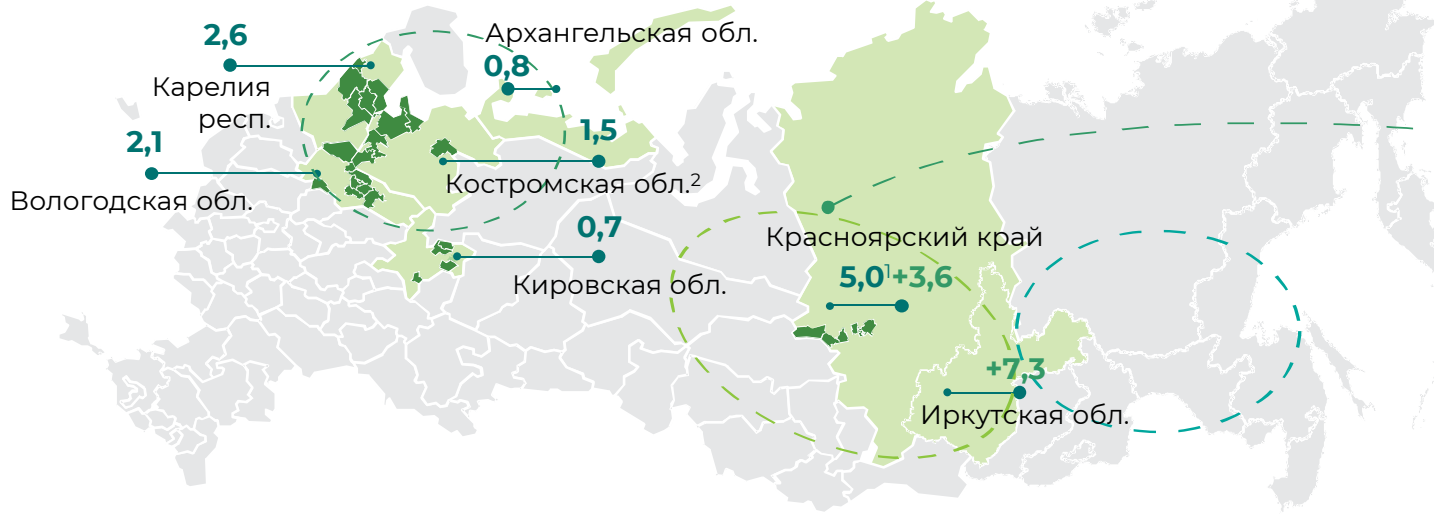 2,6
Карелия
респ.
Архангельская обл.
0,8
2,1
Вологодская обл.
1,5
Костромская обл.²
0,7
Кировская обл.
Красноярский край
5,0¹+3,6
+7,3
Иркутская обл.